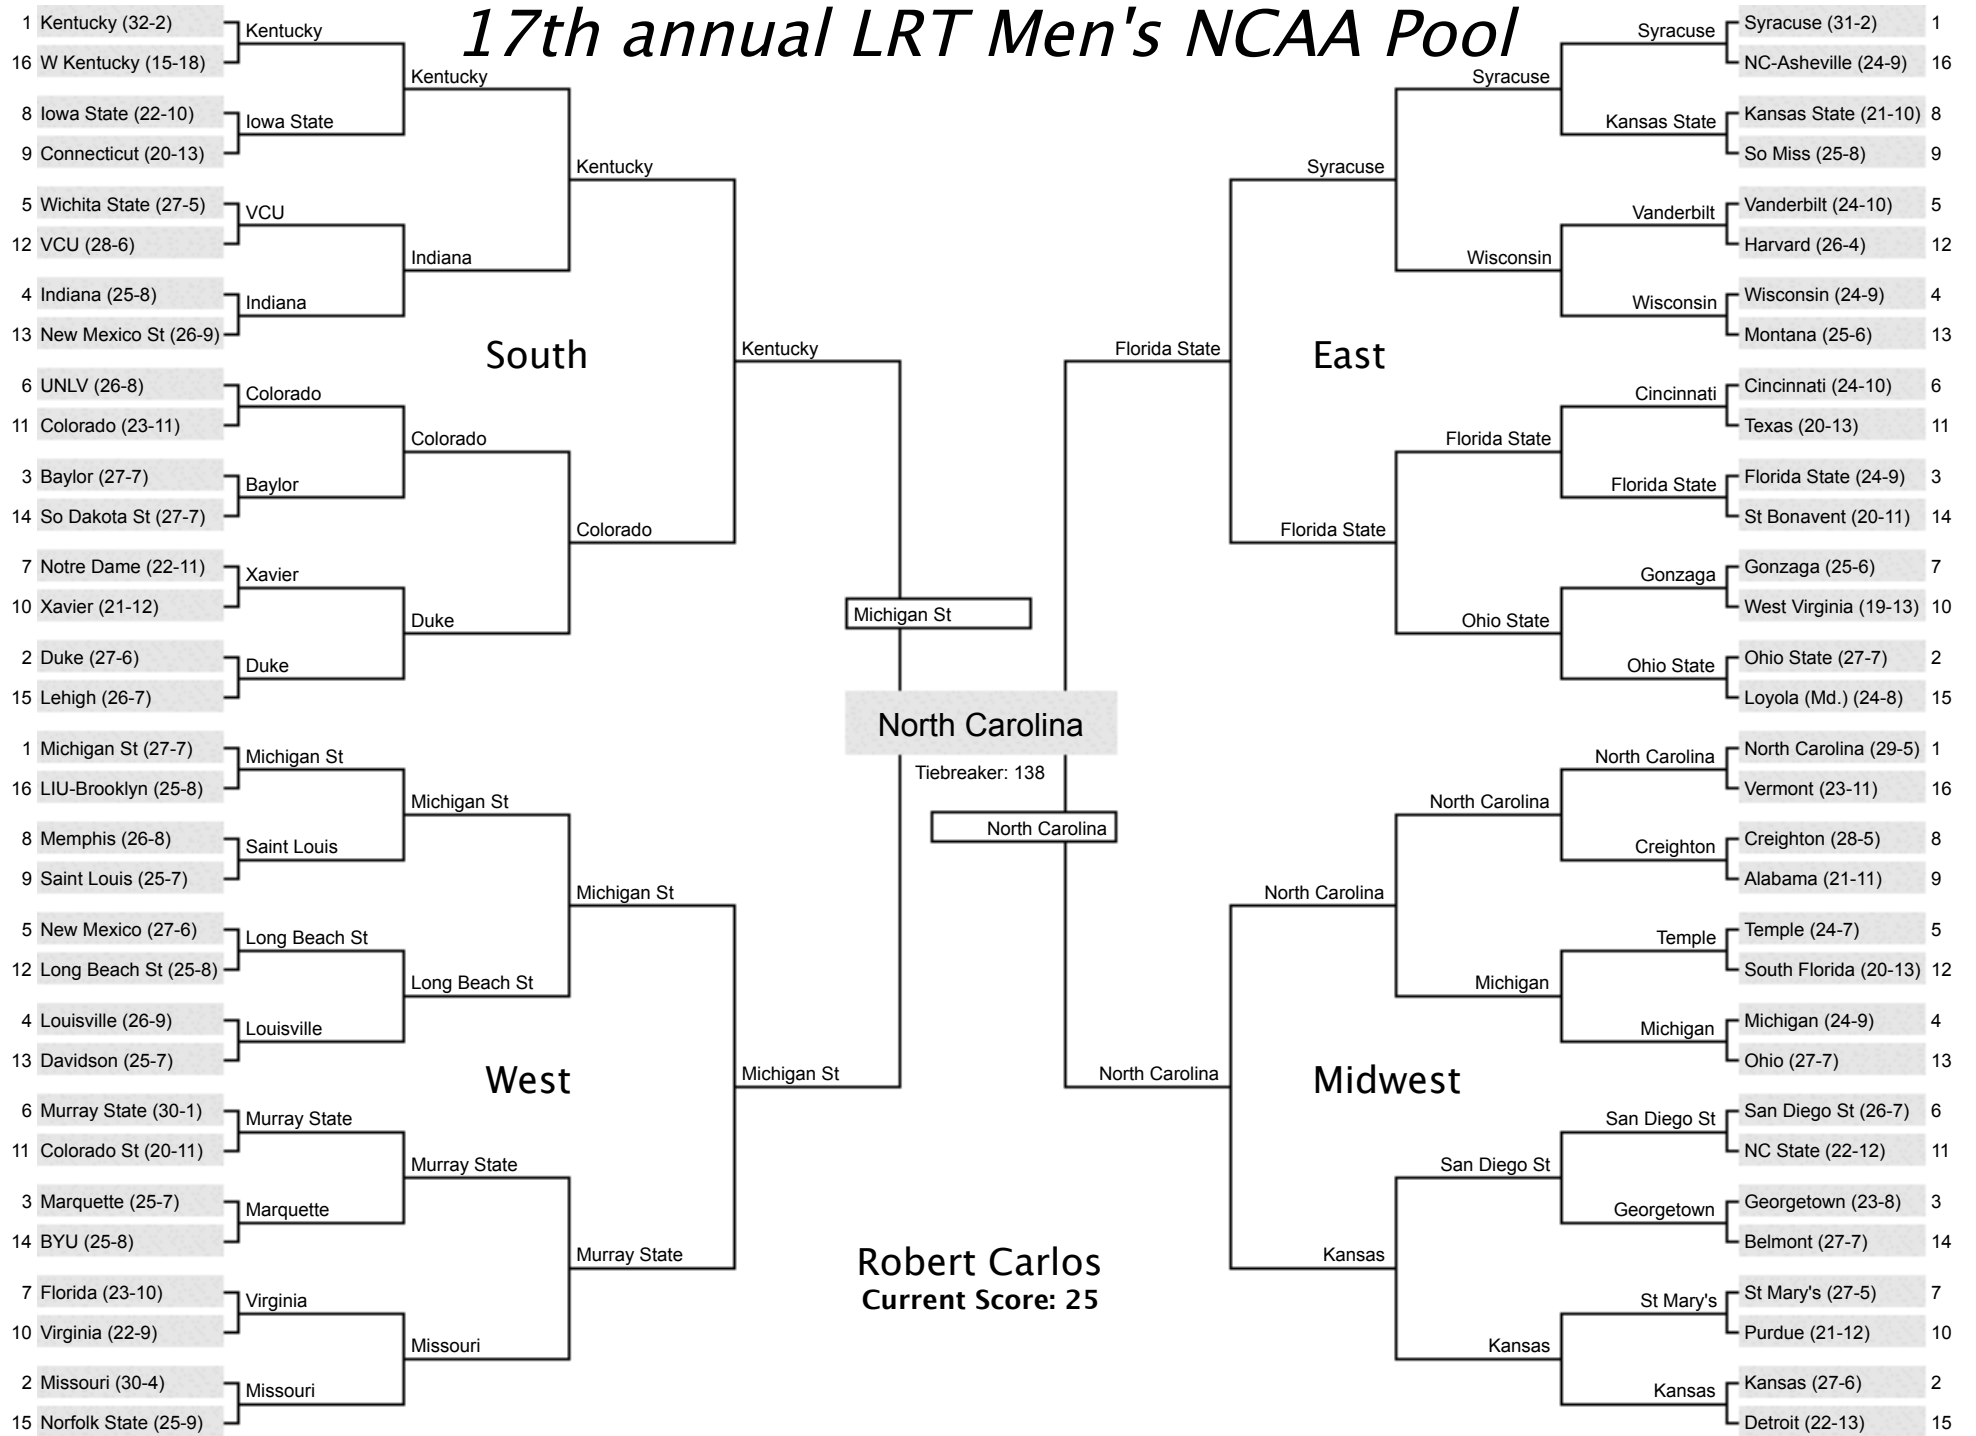 17th annual LRT Men's NCAA Pool
1 Kentucky (32-2)
16 W Kentucky (15-18)
8 Iowa State (22-10)
9 Connecticut (20-13)
5 Wichita State (27-5)
12 VCU (28-6)
4 Indiana (25-8)
13 New Mexico St (26-9)
6 UNLV (26-8)
11 Colorado (23-11)
3 Baylor (27-7)
14 So Dakota St (27-7)
7 Notre Dame (22-11)
10 Xavier (21-12)
2 Duke (27-6)
15 Lehigh (26-7)
Kentucky
Iowa State
VCU
Indiana
Colorado
Baylor
Xavier
Duke
Kentucky
Indiana
Colorado
Duke
Kentucky
Colorado
South
Kentucky
1 Michigan St (27-7)
16 LIU-Brooklyn (25-8)
8 Memphis (26-8)
9 Saint Louis (25-7)
5 New Mexico (27-6)
12 Long Beach St (25-8)
4 Louisville (26-9)
13 Davidson (25-7)
6 Murray State (30-1)
11 Colorado St (20-11)
3 Marquette (25-7)
14 BYU (25-8)
7 Florida (23-10)
10 Virginia (22-9)
2 Missouri (30-4)
15 Norfolk State (25-9)
Michigan St
Saint Louis
Long Beach St
Louisville
Murray State
Marquette
Virginia
Missouri
Michigan St
Long Beach St
Murray State
Missouri
Michigan St
Murray State
West
Michigan St
Michigan St
North Carolina
Tiebreaker: 138
North Carolina
Robert Carlos
Current Score: 25
Syracuse (31-2) 1
NC-Asheville (24-9) 16
Kansas State (21-10) 8
So Miss (25-8) 9
Vanderbilt (24-10) 5
Harvard (26-4) 12
Wisconsin (24-9) 4
Montana (25-6) 13
Cincinnati (24-10) 6
Texas (20-13) 11
Florida State (24-9) 3
St Bonavent (20-11) 14
Gonzaga (25-6) 7
West Virginia (19-13) 10
Ohio State (27-7) 2
Loyola (Md.) (24-8) 15
Syracuse
Kansas State
Vanderbilt
Wisconsin
Cincinnati
Florida State
Gonzaga
Ohio State
Syracuse
Wisconsin
Florida State
Ohio State
Syracuse
Florida State
East
Florida State
North Carolina (29-5) 1
Vermont (23-11) 16
Creighton (28-5) 8
Alabama (21-11) 9
Temple (24-7) 5
South Florida (20-13) 12
Michigan (24-9) 4
Ohio (27-7) 13
San Diego St (26-7) 6
NC State (22-12) 11
Georgetown (23-8) 3
Belmont (27-7) 14
St Mary's (27-5) 7
Purdue (21-12) 10
Kansas (27-6) 2
Detroit (22-13) 15
North Carolina
Creighton
Temple
Michigan
San Diego St
Georgetown
St Mary's
Kansas
North Carolina
Michigan
San Diego St
Kansas
North Carolina
Kansas
Midwest
North Carolina